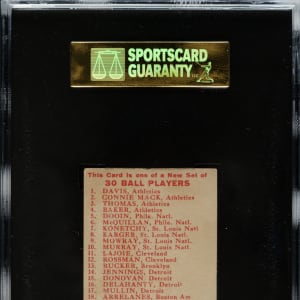 SPORTSCARD
GUARANTY LLC
This Card is one of a New Set of
30 BALL PLAYERS
1. DAVIS, Athletics
2. CONNIE MACK, Athletics
3. THOMAS, Athletics
4. BAKER, Athletics
5. DOOIN, Phila. Natl.
6. McQUILLAN, Phila. Natl.
7. KONETCHY, St. Louis Natl
8. KARGER, St. Louis Natl
9. MOWRAY, St. Louis Natl
10. MURRAY, St. Louis Natl
11. LAJOIE, Cleveland
12. ROSSMAN, Cleveland
13. RUCKER, Brooklyn
14. JENNINGS, Detroit
15. DONOVAN, Detroit
16. DELAHANTY, Detroit
17. MULLIN, Detroit
18. ARRELANES, Boston Am